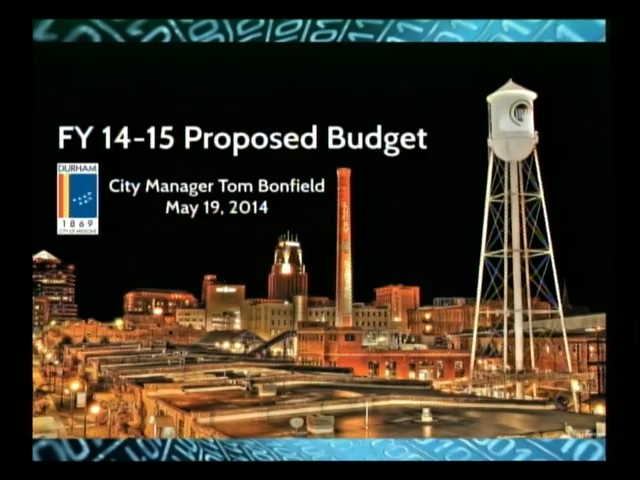 FY 14-15 Proposed Budget
DURHAM
1869
CITY OF MEDICINE
City Manager Tom Bonfield
May 19, 2014